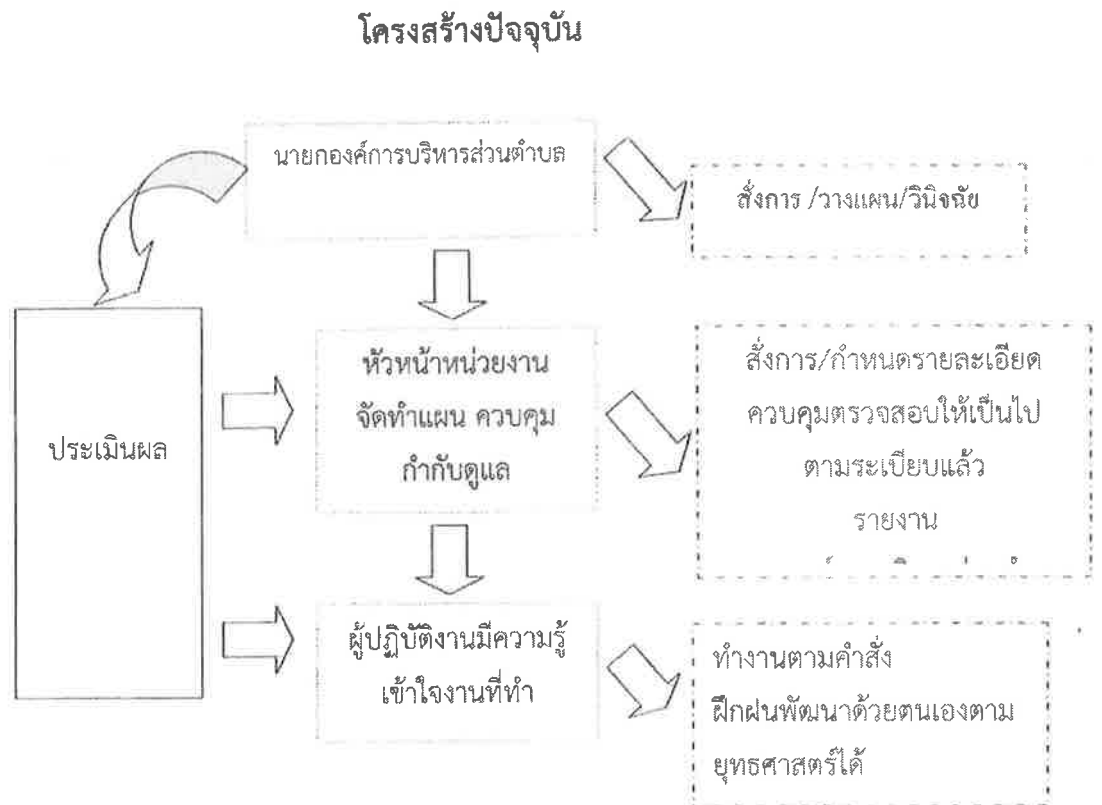 โครงสร้างปัจจุบัน
นายกองค์การบริหารส่วนตำบล
สั่งการ /วางแผน/วินิจฉัย
ประเมินผล
หัวหน้าหน่วยงาน
จัดทำแผน ควบคุม
กำกับดูแล
สั่งการ/กำหนดรายละเอียด
ควบคุมตรวจสอบให้เป็นไป
ตามระเบียบแล้ว
รายงาน
ผู้ปฏิบัติงานมีความรู้
เข้าใจงานที่ทำ
ทำงานตามคำสั่ง
ฝึกฝนพัฒนาด้วยตนเองตาม
ยุทธศาสตร์ได้